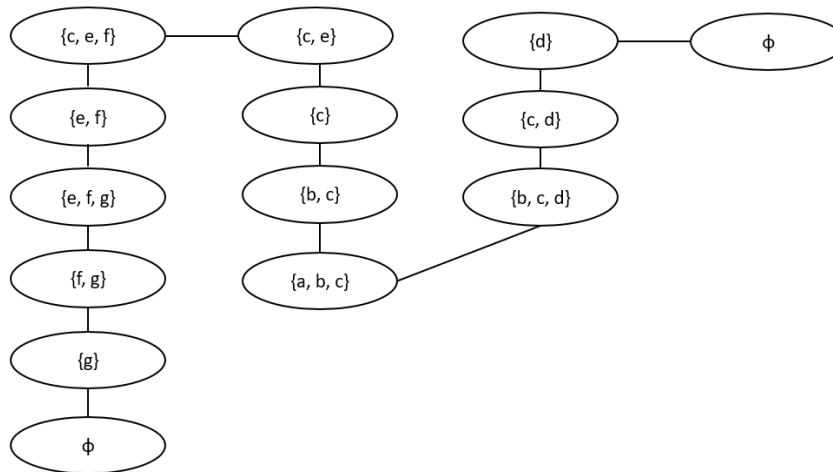 {c, e, f}
{c, e}
{d}
ϕ
{e, f}
{c}
{c, d}
{e, f, g}
{b, c}
{b, c, d}
{f, g}
{a, b, c}
{g}
ϕ